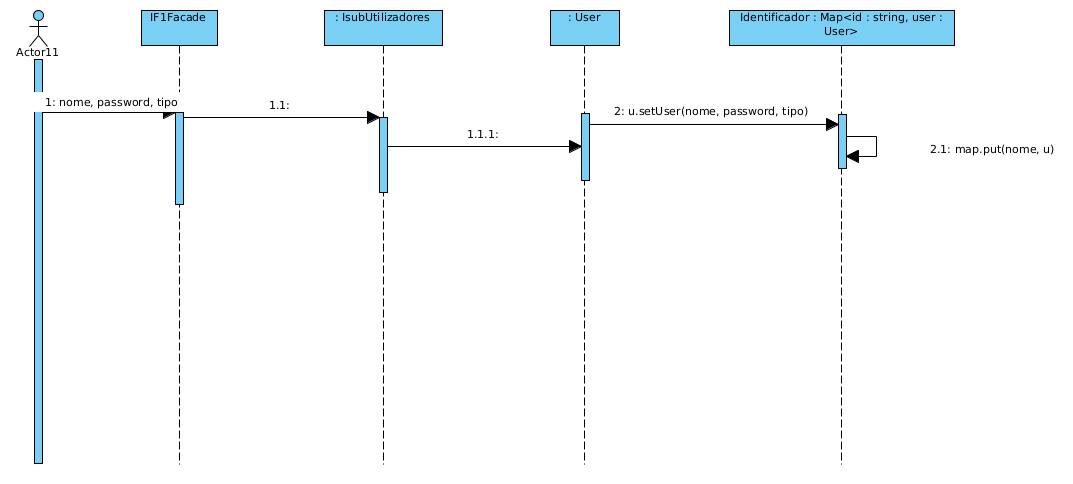 Actor11
IF1Facade
: IsubUtilizadores
: User
Identificador : Map<id : string, user :
User>
1: nome, password, tipo
1.1:
1.1.1:
2: u.setUser(nome, password, tipo)
2.1: map.put(nome, u)